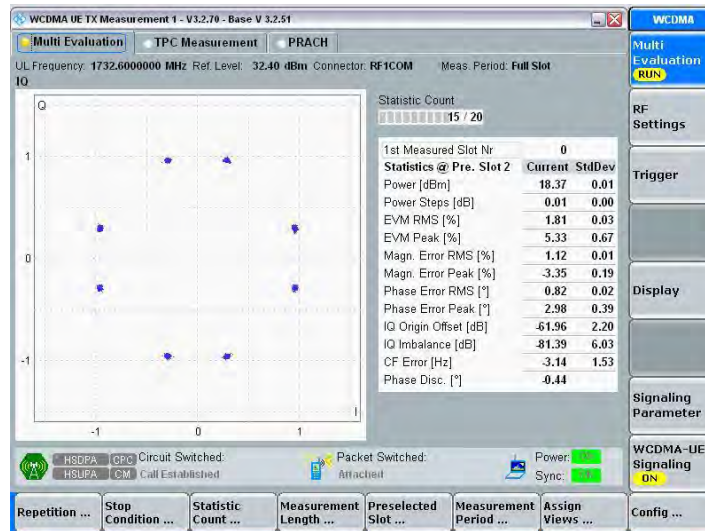 WCDMA UE TX Measurement 1 - V3.2.70 - Base V 3.2.51
WCDMA
Multi Evaluation
TPC Measurement
PRACH
Multi Evaluation
RUN
UL Frequency: 1732.6000000 MHz Ref. Level: 32.40 dBm Connector: RF1COM Meas. Period: Full Slot
IQ
Q
1
0
-1
-1 0 1
I
Statistic Count
15 / 20
1st Measured Slot Nr 0
Statistics @ Pre. Slot 2 Current StdDev
Power [dBm] 18.37 0.01
Power Steps [dB] 0.01 0.00
EVM RMS [%] 1.81 0.03
EVM Peak [%] 5.33 0.67
Magn. Error RMS [%] 1.12 0.01
Magn. Error Peak [%] -3.35 0.19
Phase Error RMS [°] 0.82 0.02
Phase Error Peak [°] 2.98 0.39
IQ Origin Offset [dB] -61.96 2.20
IQ Imbalance [dB] -81.39 6.03
CF Error [Hz] -3.14 1.53
Phase Disc. [°] -0.44
RF Settings
Trigger
Display
Signaling Parameter
WCDMA-UE Signaling
ON
Config ...
HSDPA CPC Circuit Switched:
HSUPA CM Call Established
Packet Switched:
Attached
Power:
Sync:
Repetition ...
Stop Condition ...
Statistic Count ...
Measurement Length ...
Preselected Slot ...
Measurement Period ...
Assign Views ...